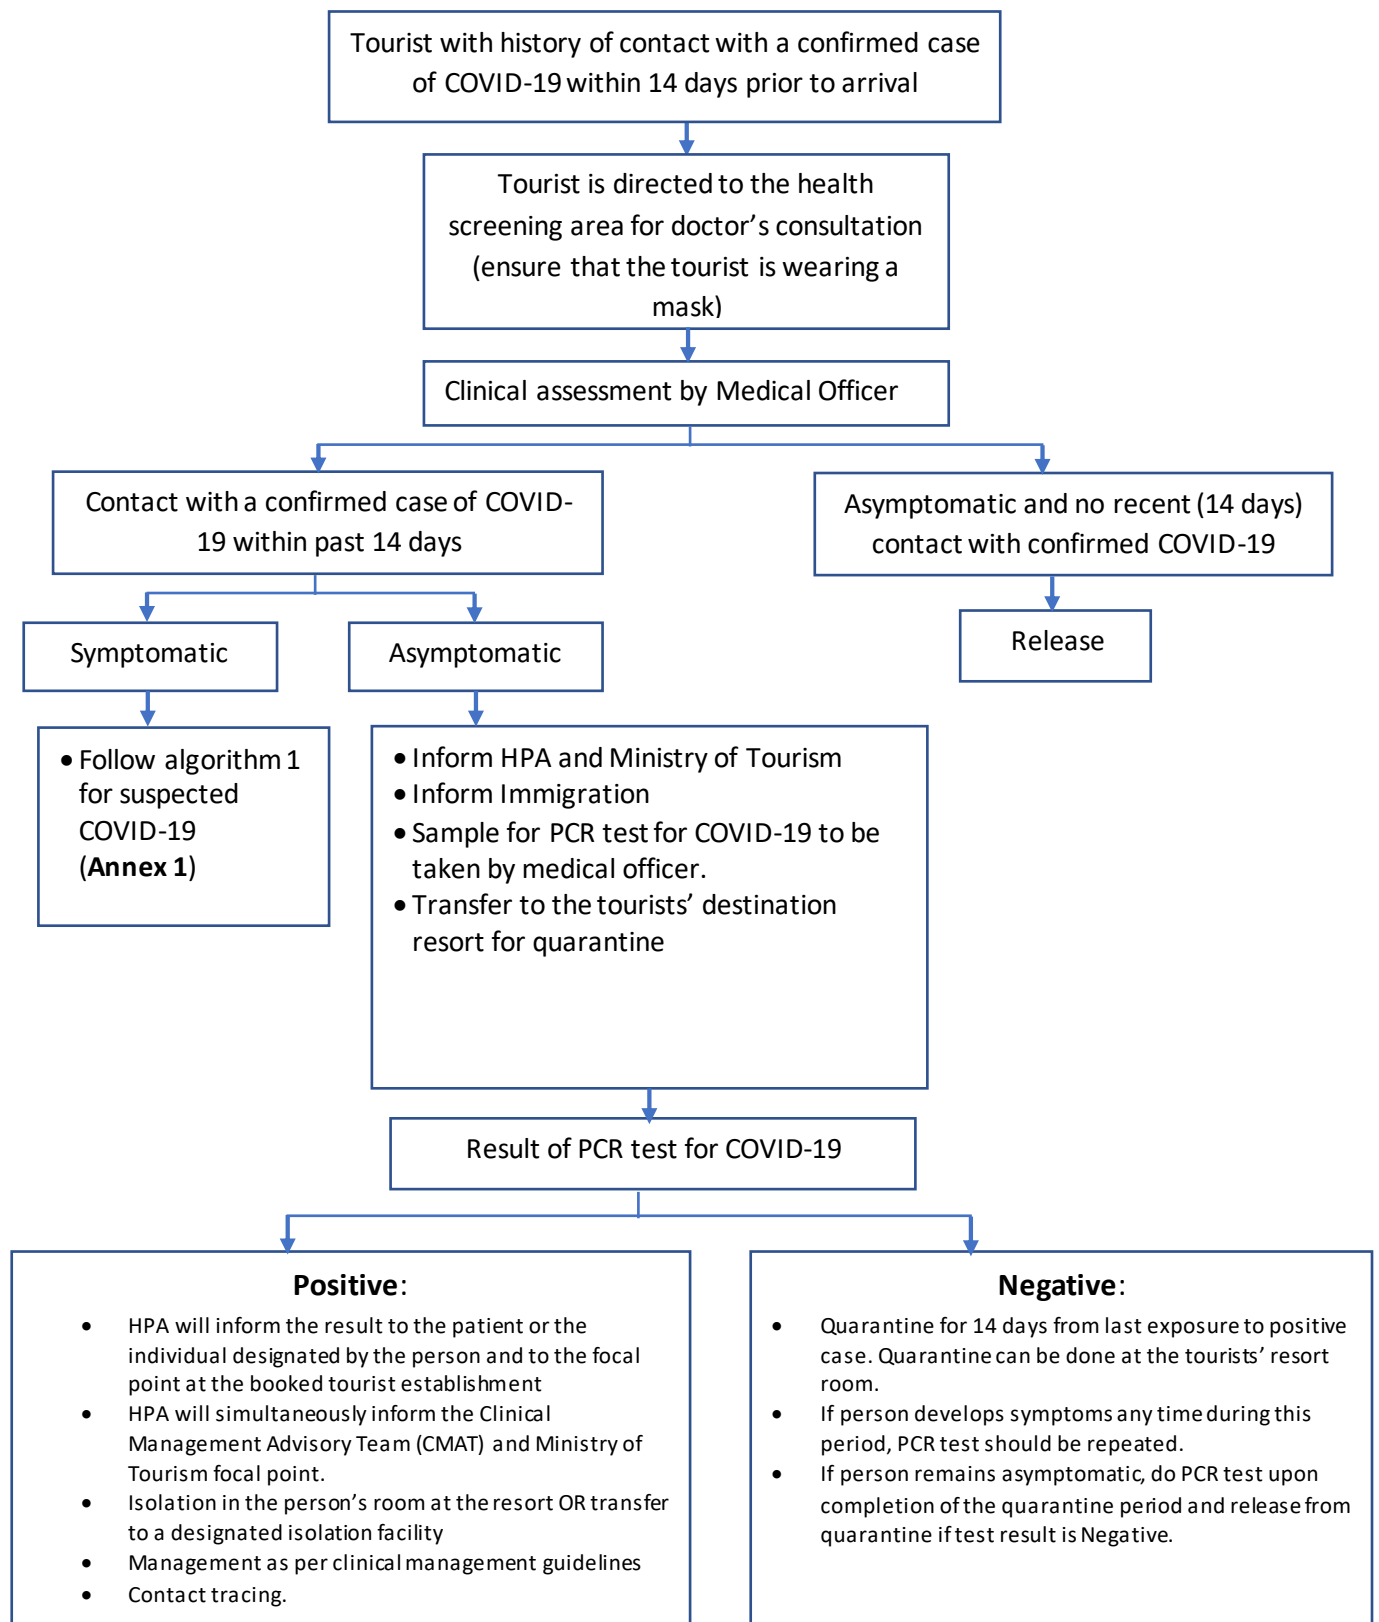 Tourist with history of contact with a confirmed case
of COVID-19 within 14 days prior to arrival
Tourist is directed to the health
screening area for doctor’s consultation
(ensure that the tourist is wearing a
mask)
Clinical assessment by Medical Officer
Contact with a confirmed case of COVID-
19 within past 14 days
Asymptomatic and no recent (14 days)
contact with confirmed COVID-19
Symptomatic
Asymptomatic
Release
• Follow algorithm 1
for suspected
COVID-19
(Annex 1)
• Inform HPA and Ministry of Tourism
• Inform Immigration
• Sample for PCR test for COVID-19 to be
taken by medical officer.
• Transfer to the tourists’ destination
resort for quarantine
Result of PCR test for COVID-19
Positive:
• HPA will inform the result to the patient or the
individual designated by the person and to the focal
point at the booked tourist establishment
• HPA will simultaneously inform the Clinical
Management Advisory Team (CMAT) and Ministry of
Tourism focal point.
• Isolation in the person’s room at the resort OR transfer
to a designated isolation facility
• Management as per clinical management guidelines
• Contact tracing.
Negative:
• Quarantine for 14 days from last exposure to positive
case. Quarantine can be done at the tourists’ resort
room.
• If person develops symptoms any time during this
period, PCR test should be repeated.
• If person remains asymptomatic, do PCR test upon
completion of the quarantine period and release from
quarantine if test result is Negative.